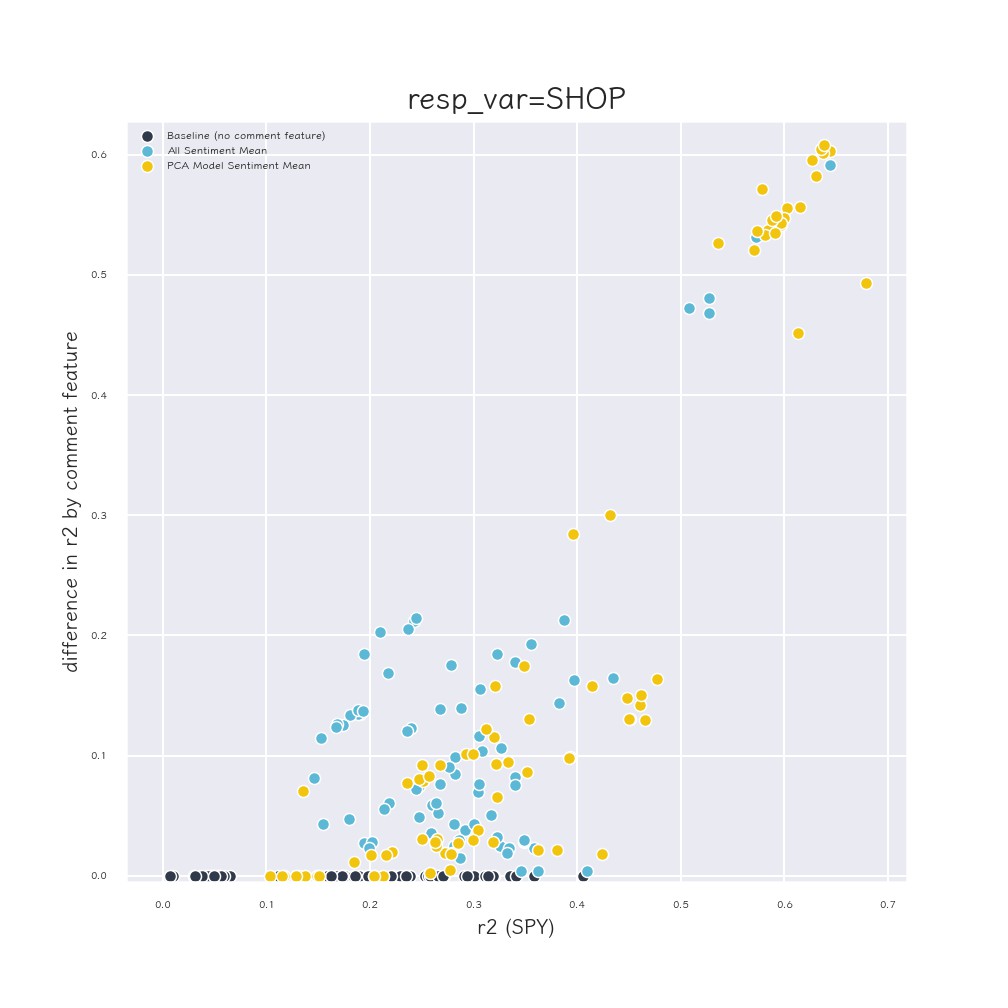 resp_var=SHOP
Baseline (no comment feature)
All Sentiment Mean
PCA Model Sentiment Mean
difference in r2 by comment feature
0.6
0.5
0.4
0.3
0.2
0.1
0.0
0.0 0.1 0.2 0.3 0.4 0.5 0.6 0.7
r2 (SPY)